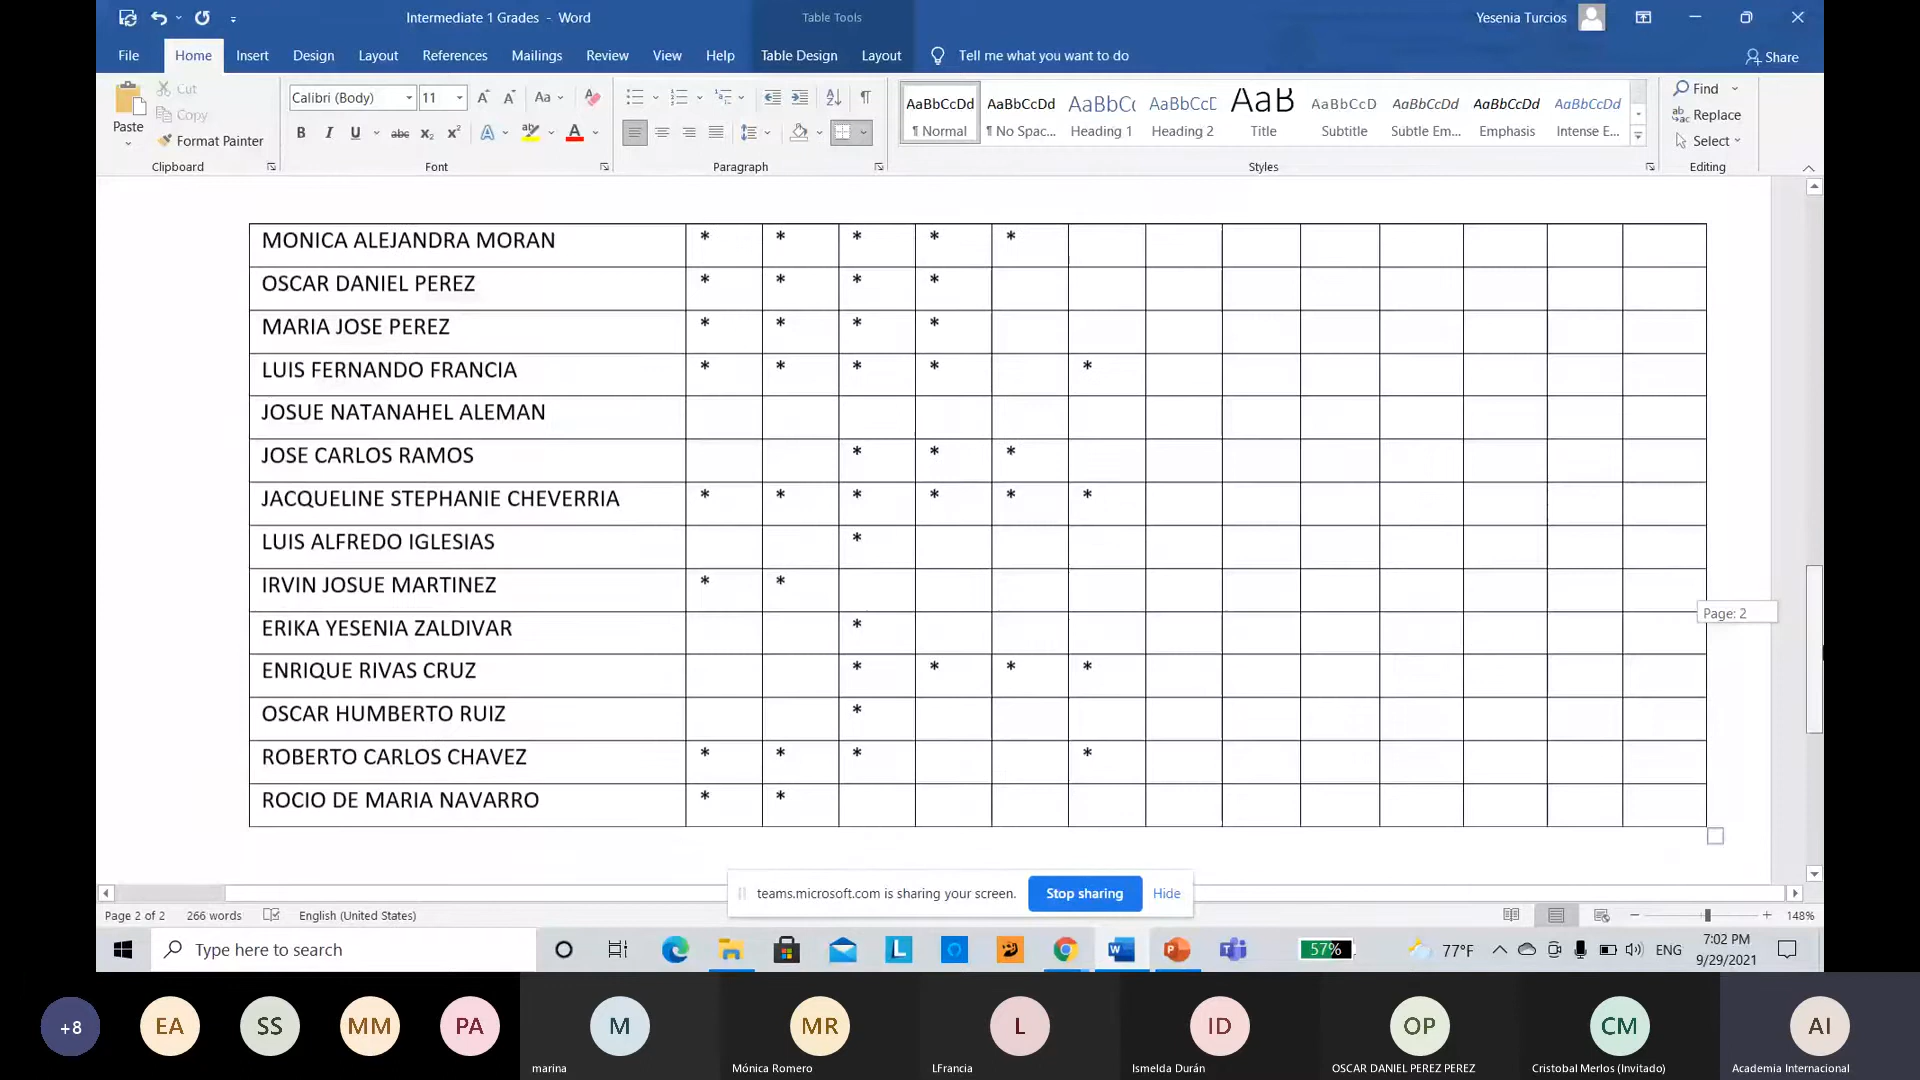 Intermediate 1 Grades - Word
Table Tools
Yesenia Turcios
File Home Insert Design Layout References Mailings Review View Help Table Design Layout Tell me what you want to do Share
Paste
Cut
Copy
Format Painter
Clipboard
Calibri (Body) 11
Font
Paragraph
AaBbCcDd AaBbCcDd AaBbC( AaBbCcC AaB AaBbCcD AaBbCcDd AaBbCcDd AaBbCcDd
¶ Normal ¶ No Spac... Heading 1 Heading 2 Title Subtitle Subtle Em... Emphasis Intense E...
Styles
Find
Replace
Select
Editing
MONICA ALEJANDRA MORAN * * * * *
OSCAR DANIEL PEREZ * * * *
MARIA JOSE PEREZ * * * *
LUIS FERNANDO FRANCIA * * * * *
JOSUE NATANAHEL ALEMAN
JOSE CARLOS RAMOS * * *
JACQUELINE STEPHANIE CHEVERRIA * * * * * *
LUIS ALFREDO IGLESIAS *
IRVIN JOSUE MARTINEZ * *
ERIKA YESENIA ZALDIVAR *
ENRIQUE RIVAS CRUZ * * * *
OSCAR HUMBERTO RUIZ *
ROBERTO CARLOS CHAVEZ * * * *
ROCIO DE MARIA NAVARRO * *
Page: 2
teams.microsoft.com is sharing your screen. Stop sharing Hide
Page 2 of 2 266 words English (United States) 148%
Type here to search
57% 77°F ENG 7:02 PM
9/29/2021
+8 EA SS MM PA M MR L ID OP CM AI
marina Mónica Romero LFrancia Ismelda Durán OSCAR DANIEL PEREZ PEREZ Cristobal Merlos (Invitado) Academia Internacional